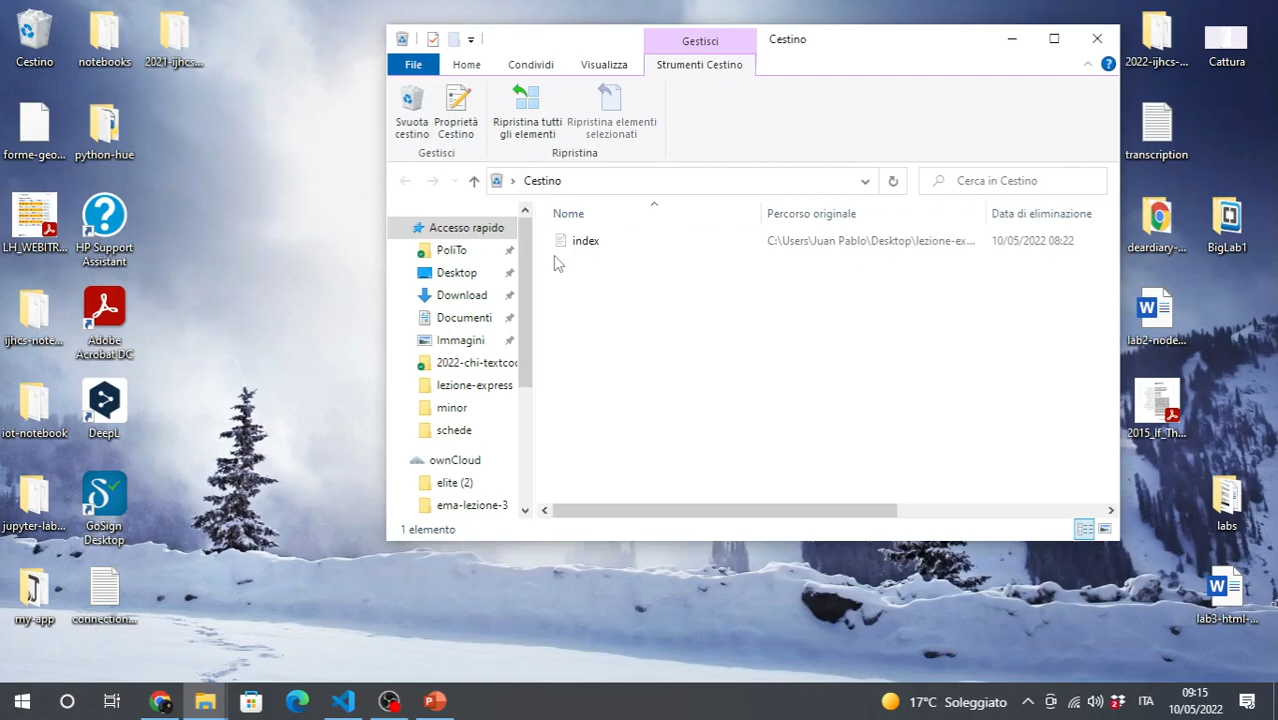 Cestino
notebooks
2021-ijhcs...
forme-geo...
python-hue
LH_WEBITR...
HP Support
Assistant
ijhcs-note...
Adobe
Acrobat DC
iot-notebook
DeepL
jupyter-lab...
GoSign
Desktop
my-app
connection...
Gestisci
Cestino
File
Home
Condividi
Visualizza
Strumenti Cestino
Svuota
cestino
Proprietà
Cestino
Ripristina tutti
gli elementi
Ripristina elementi
selezionati
Gestisci
Ripristina
Cestino
Cerca in Cestino
Accesso rapido
PoliTo
Desktop
Download
Documenti
Immagini
2022-chi-textcoc
lezione-express
minor
schede
ownCloud
elite (2)
ema-lezione-3
Nome
Percorso originale
Data di eliminazione
index
C:\Users\Juan Pablo\Desktop\lezione-ex...
10/05/2022 08:22
1 elemento
2022-ijhcs-...
Cattura
transcription
deardiary-...
BigLab1
lab2-node...
2015_If_Th...
labs
lab3-html-...
17°C Soleggiato
ITA
09:15
10/05/2022